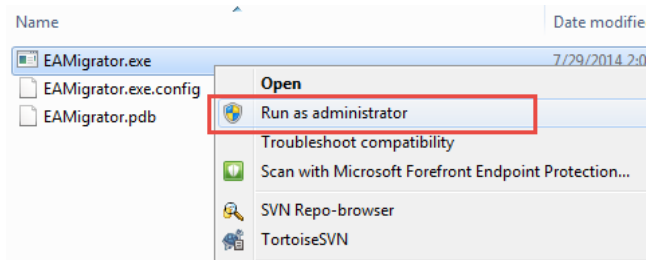 Name Date modifie
EAMigrator.exe 7/29/2014 2:0
EAMigrator.exe.config
EAMigrator.pdb
Open
Run as administrator
Troubleshoot compatibility
Scan with Microsoft Forefront Endpoint Protection...
SVN Repo-browser
TortoiseSVN